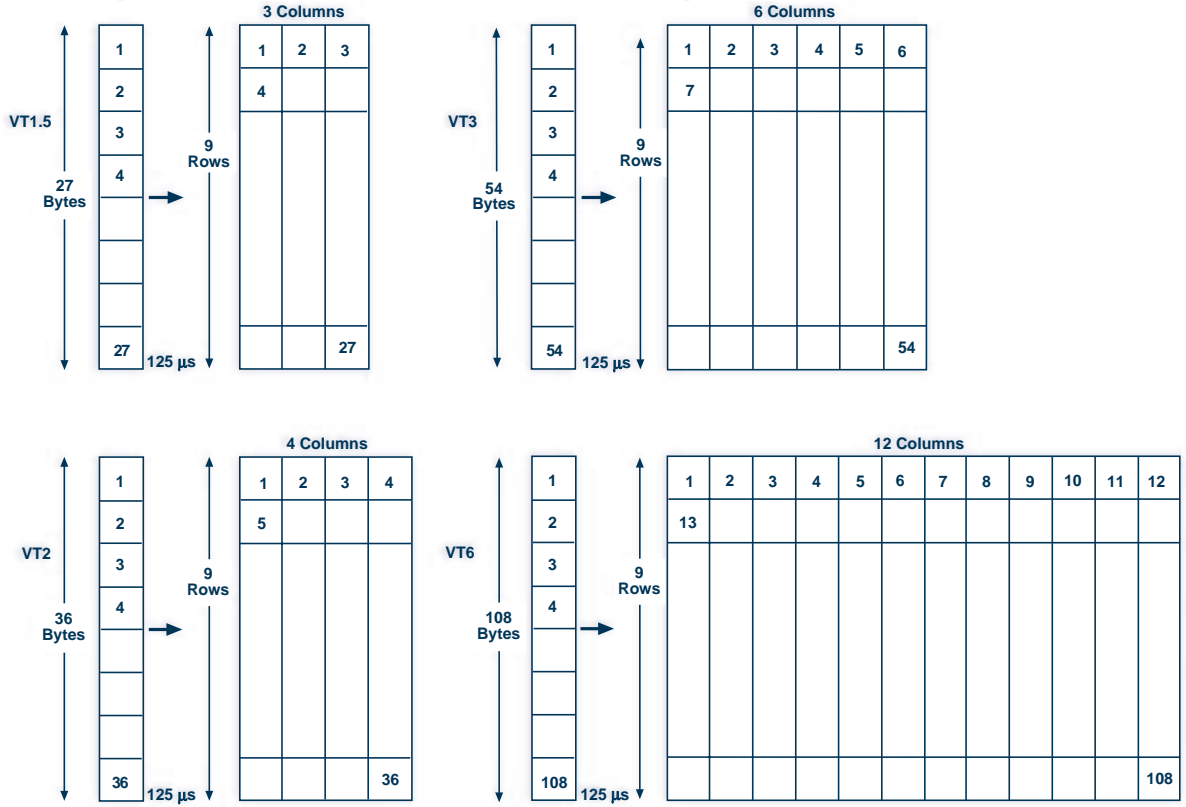 3 Columns
1
1 2 3
2
4
VT1.5
3
9
Rows
4
27
Bytes
27
27
125 µs
6 Columns
1
1 2 3 4 5 6
2
7
VT3
3
9
Rows
4
54
Bytes
54
54
125 µs
4 Columns
1
1 2 3 4
2
5
VT2
3
9
Rows
4
36
Bytes
36
36
125 µs
12 Columns
1
1 2 3 4 5 6 7 8 9 10 11 12
2
13
VT6
3
9
Rows
4
108
Bytes
108
108
125 µs